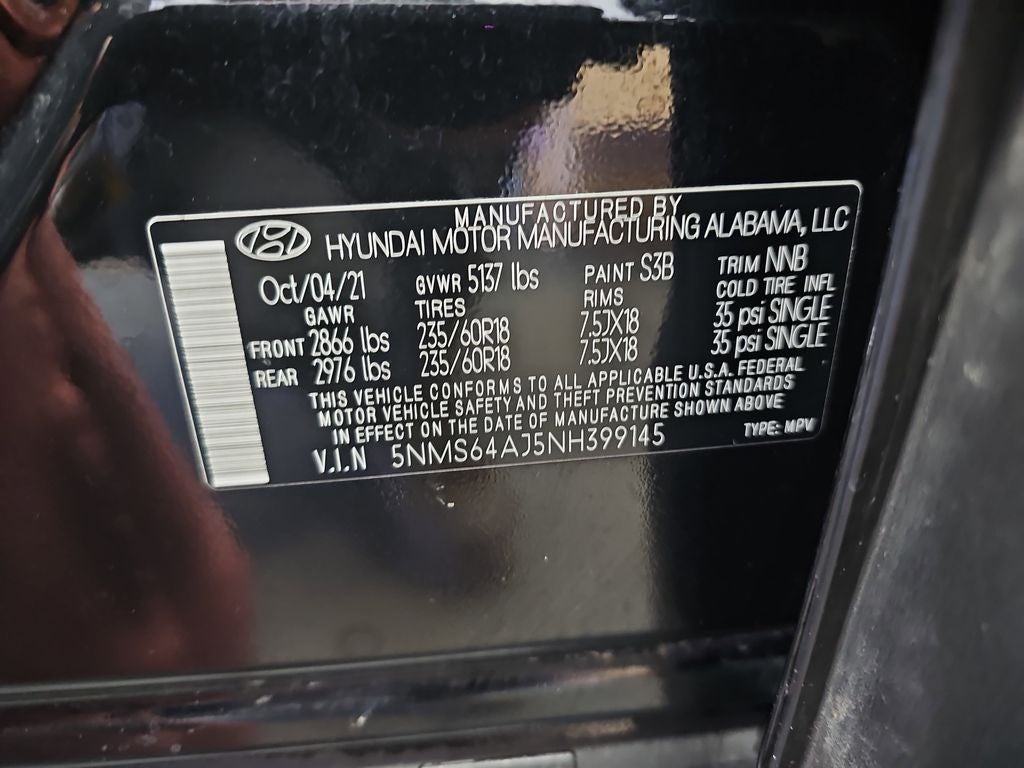 MANUFACTURED BY
HYUNDAI MOTOR MANUFACTURING ALABAMA, LLC
Oct/04/21 GVWR 5137 lbs PAINT S3B TRIM NNB
GAWR TIRES RIMS COLD TIRE INFL
FRONT 2866 lbs 235/60R18 7.5JX18 35 psi SINGLE
REAR 2976 lbs 235/60R18 7.5JX18 35 psi SINGLE
THIS VEHICLE CONFORMS TO ALL APPLICABLE U.S.A. FEDERAL
MOTOR VEHICLE SAFETY AND THEFT PREVENTION STANDARDS
IN EFFECT ON THE DATE OF MANUFACTURE SHOWN ABOVE
V.I.N 5NMS64AJ5NH399145 TYPE: MPV